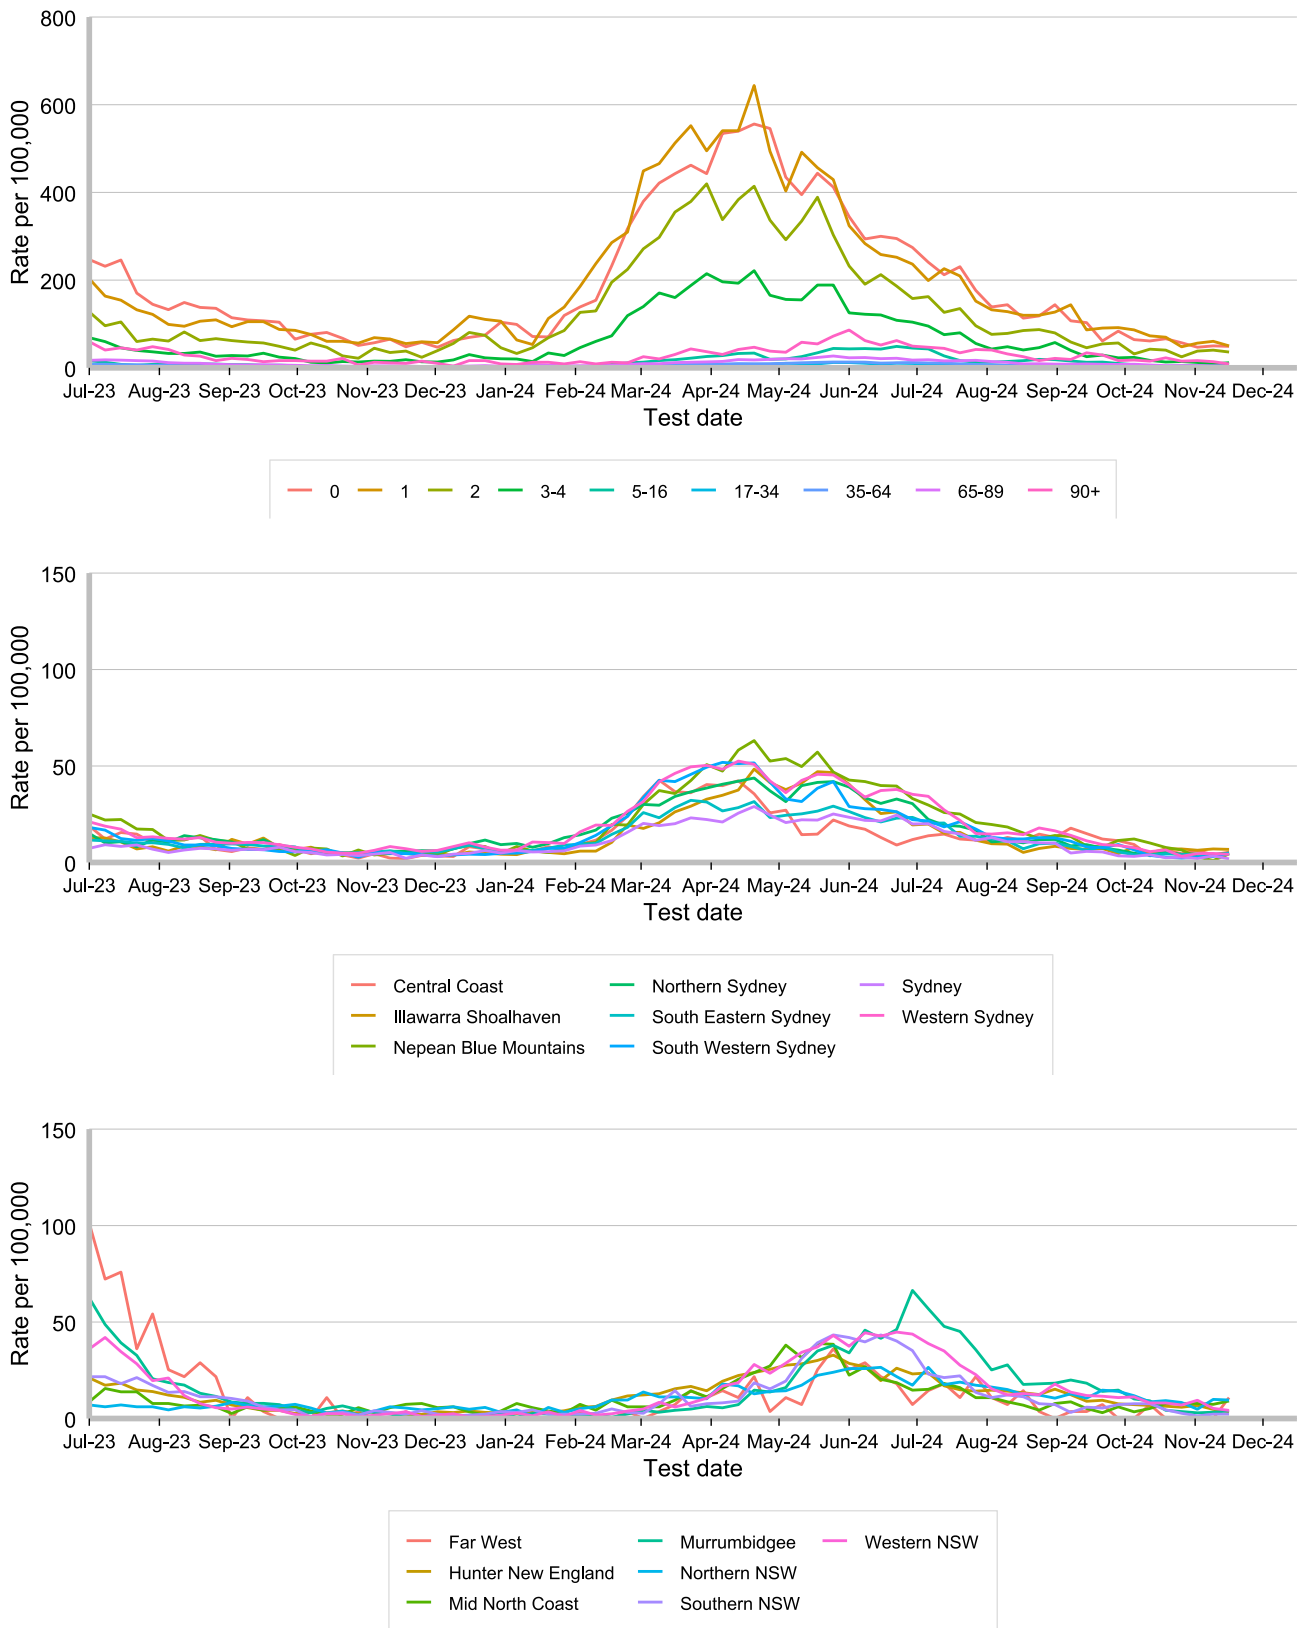 800
600
400
200
0
Rate per 100,000
Jul-23 Aug-23 Sep-23 Oct-23 Nov-23 Dec-23 Jan-24 Feb-24 Mar-24 Apr-24 May-24 Jun-24 Jul-24 Aug-24 Sep-24 Oct-24 Nov-24 Dec-24
Test date
0 1 2 3-4 5-16 17-34 35-64 65-89 90+
150
100
50
0
Rate per 100,000
Jul-23 Aug-23 Sep-23 Oct-23 Nov-23 Dec-23 Jan-24 Feb-24 Mar-24 Apr-24 May-24 Jun-24 Jul-24 Aug-24 Sep-24 Oct-24 Nov-24 Dec-24
Test date
Central Coast Northern Sydney Sydney
Illawarra Shoalhaven South Eastern Sydney Western Sydney
Nepean Blue Mountains South Western Sydney
150
100
50
0
Rate per 100,000
Jul-23 Aug-23 Sep-23 Oct-23 Nov-23 Dec-23 Jan-24 Feb-24 Mar-24 Apr-24 May-24 Jun-24 Jul-24 Aug-24 Sep-24 Oct-24 Nov-24 Dec-24
Test date
Far West Murrumbidgee Western NSW
Hunter New England Northern NSW
Mid North Coast Southern NSW